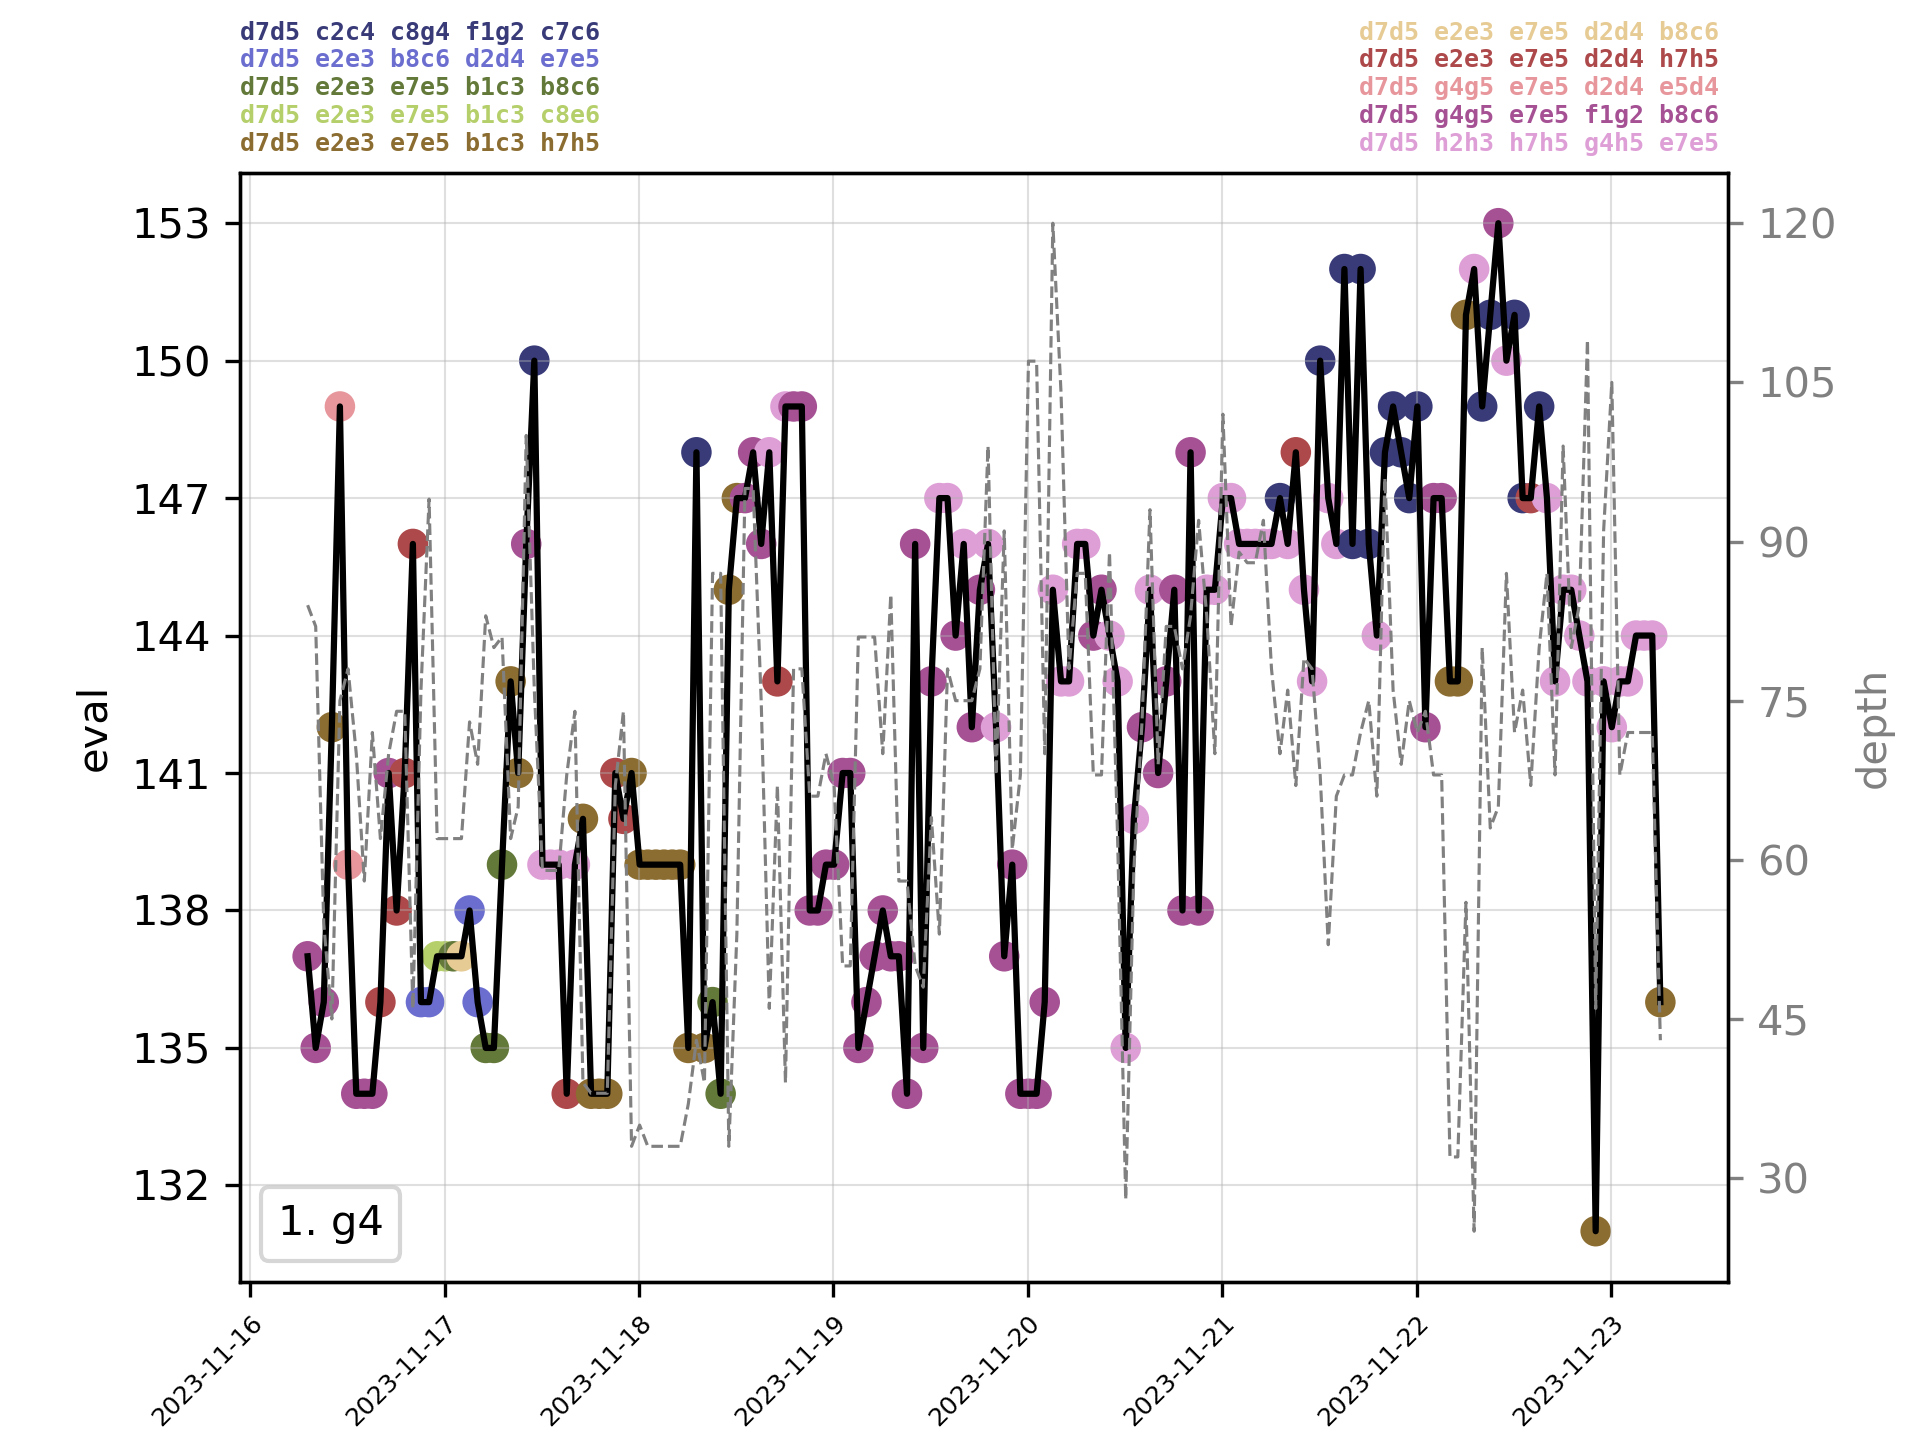 d7d5 c2c4 c8g4 f1g2 c7c6
d7d5 e2e3 b8c6 d2d4 e7e5
d7d5 e2e3 e7e5 b1c3 b8c6
d7d5 e2e3 e7e5 b1c3 c8e6
d7d5 e2e3 e7e5 b1c3 h7h5
d7d5 e2e3 e7e5 d2d4 b8c6
d7d5 e2e3 e7e5 d2d4 h7h5
d7d5 g4g5 e7e5 d2d4 e5d4
d7d5 g4g5 e7e5 f1g2 b8c6
d7d5 h2h3 h7h5 g4h5 e7e5
eval
153
150
147
144
141
138
135
132
120
105
90
75
60
45
30
depth
1. g4
2023-11-16
2023-11-17
2023-11-18
2023-11-19
2023-11-20
2023-11-21
2023-11-22
2023-11-23